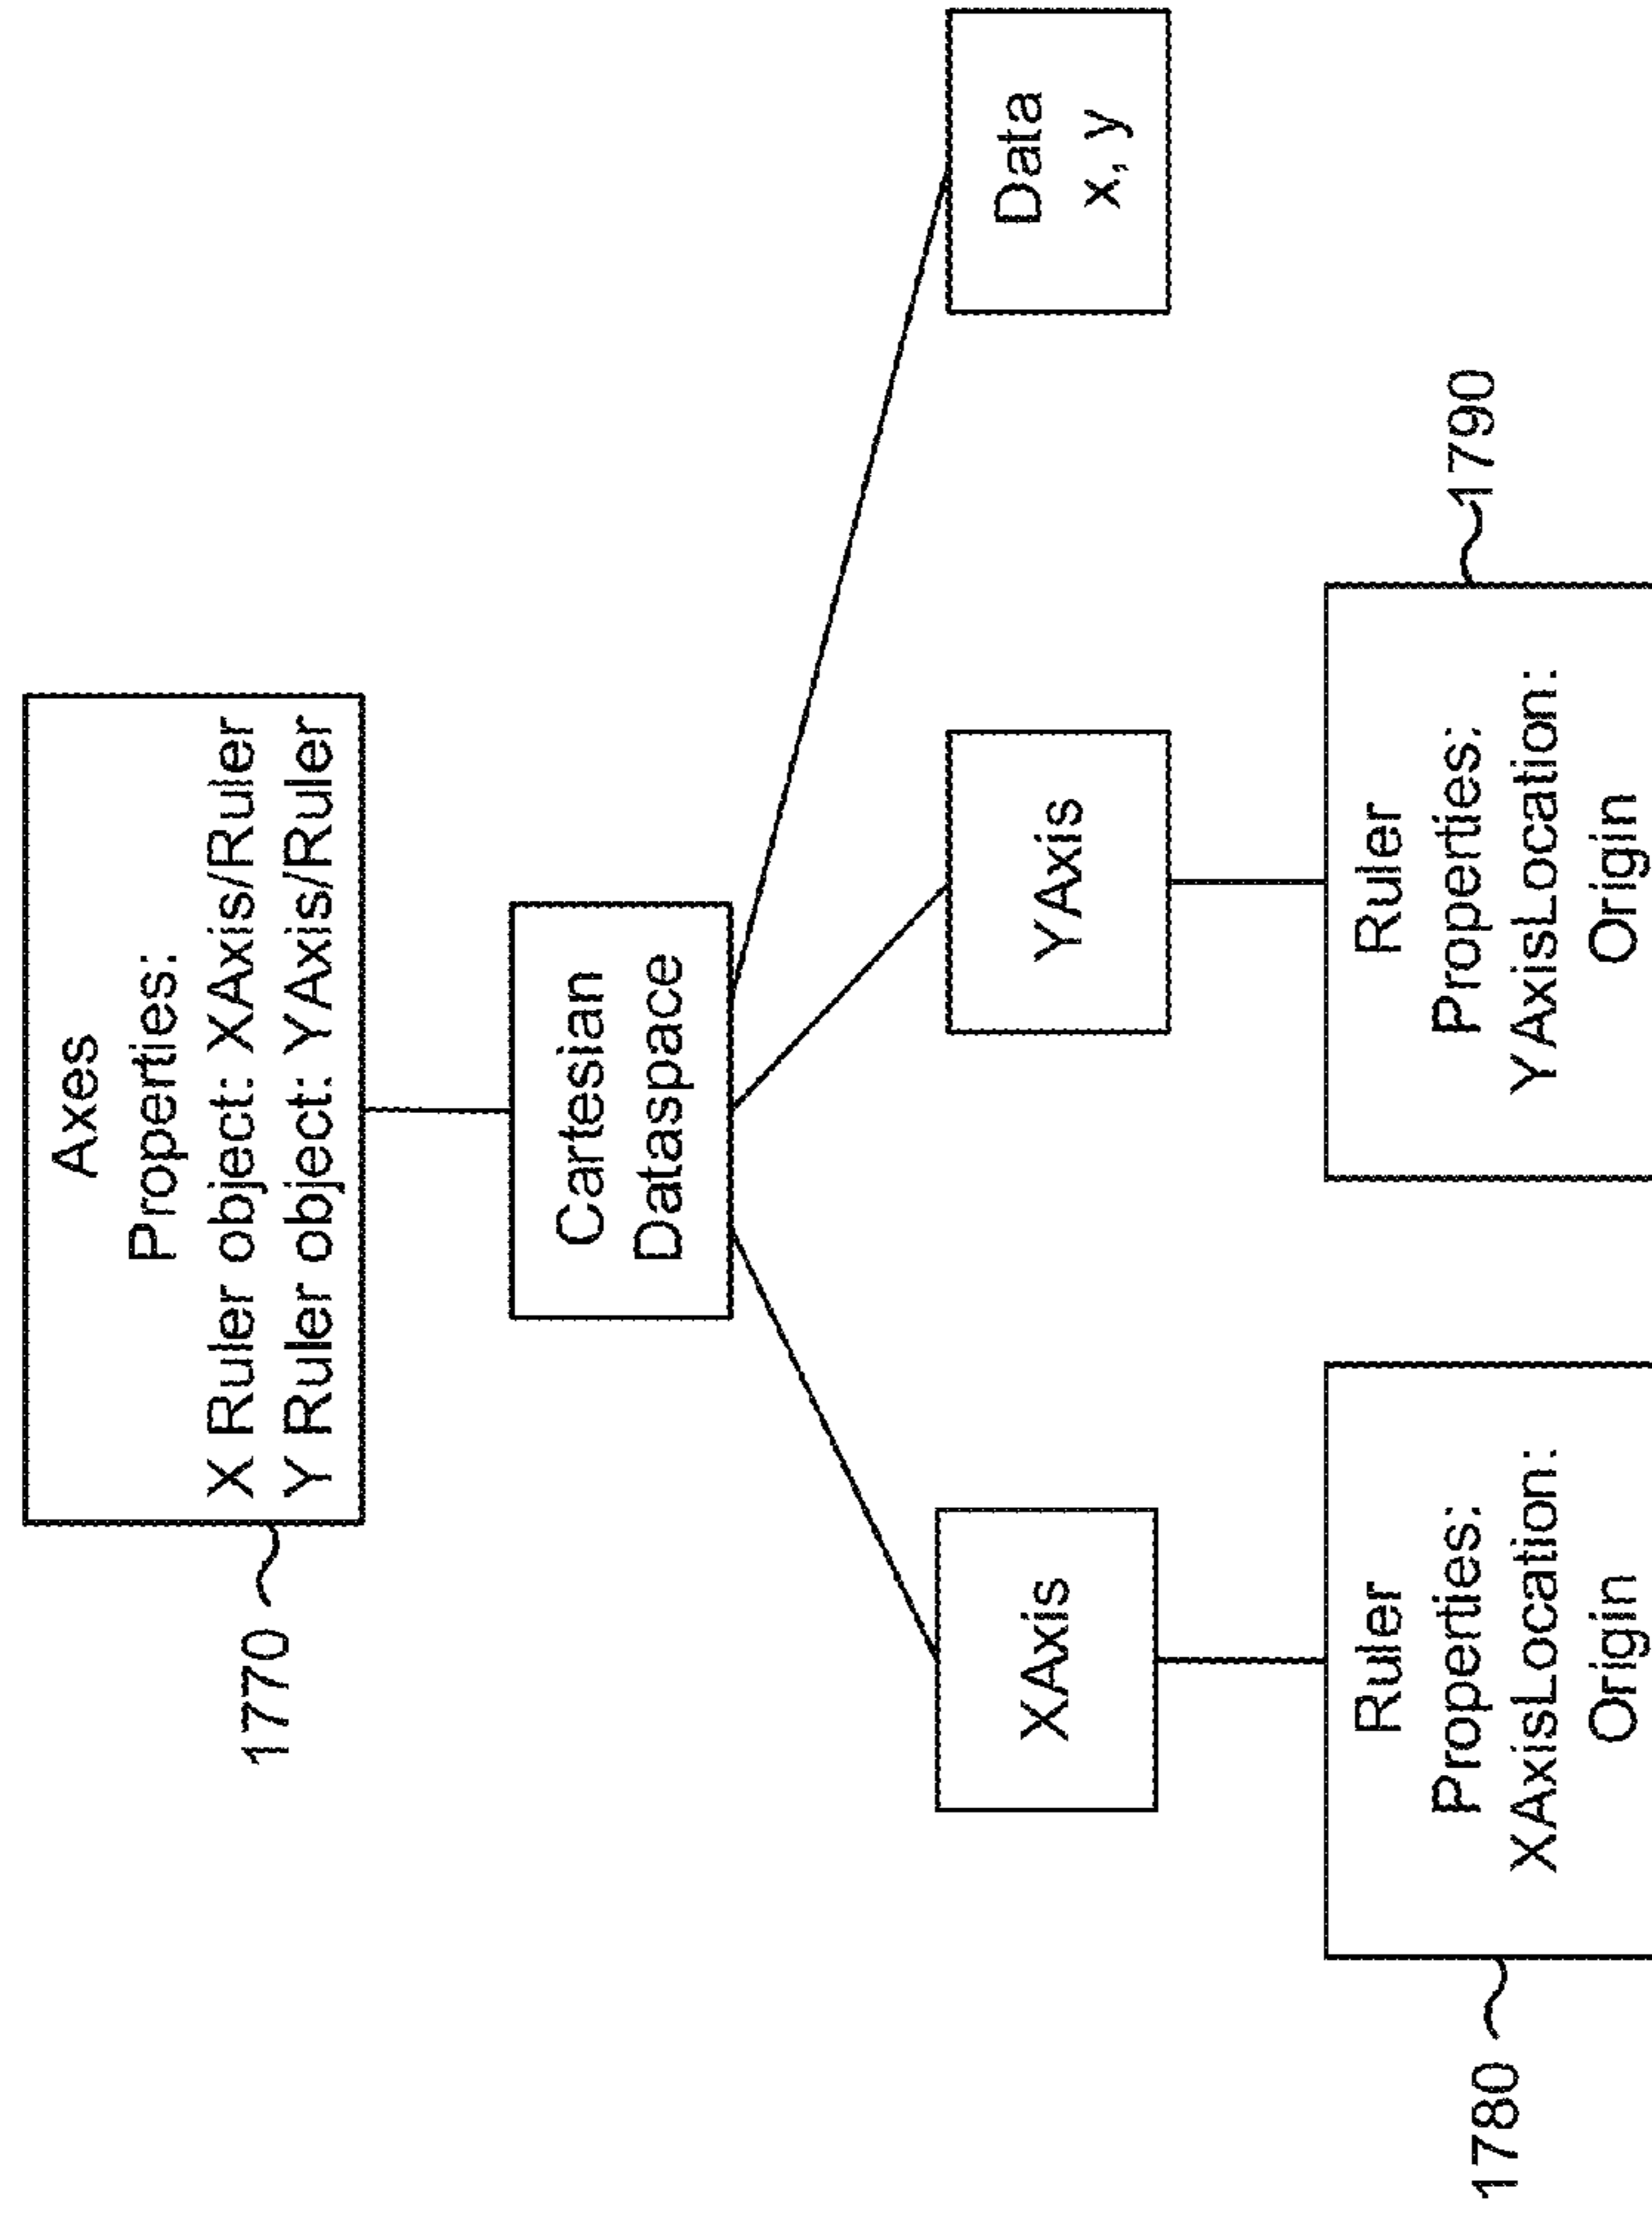 Axes
Properties:
X Ruler object: XAxis/Ruler
Y Ruler object: YAxis/Ruler
1770
Cartesian
Dataspace
XAxis
YAxis
Data
x, y
Ruler
Properties:
XAxisLocation:
Origin
1780
Ruler
Properties:
YAxisLocation:
Origin
1790